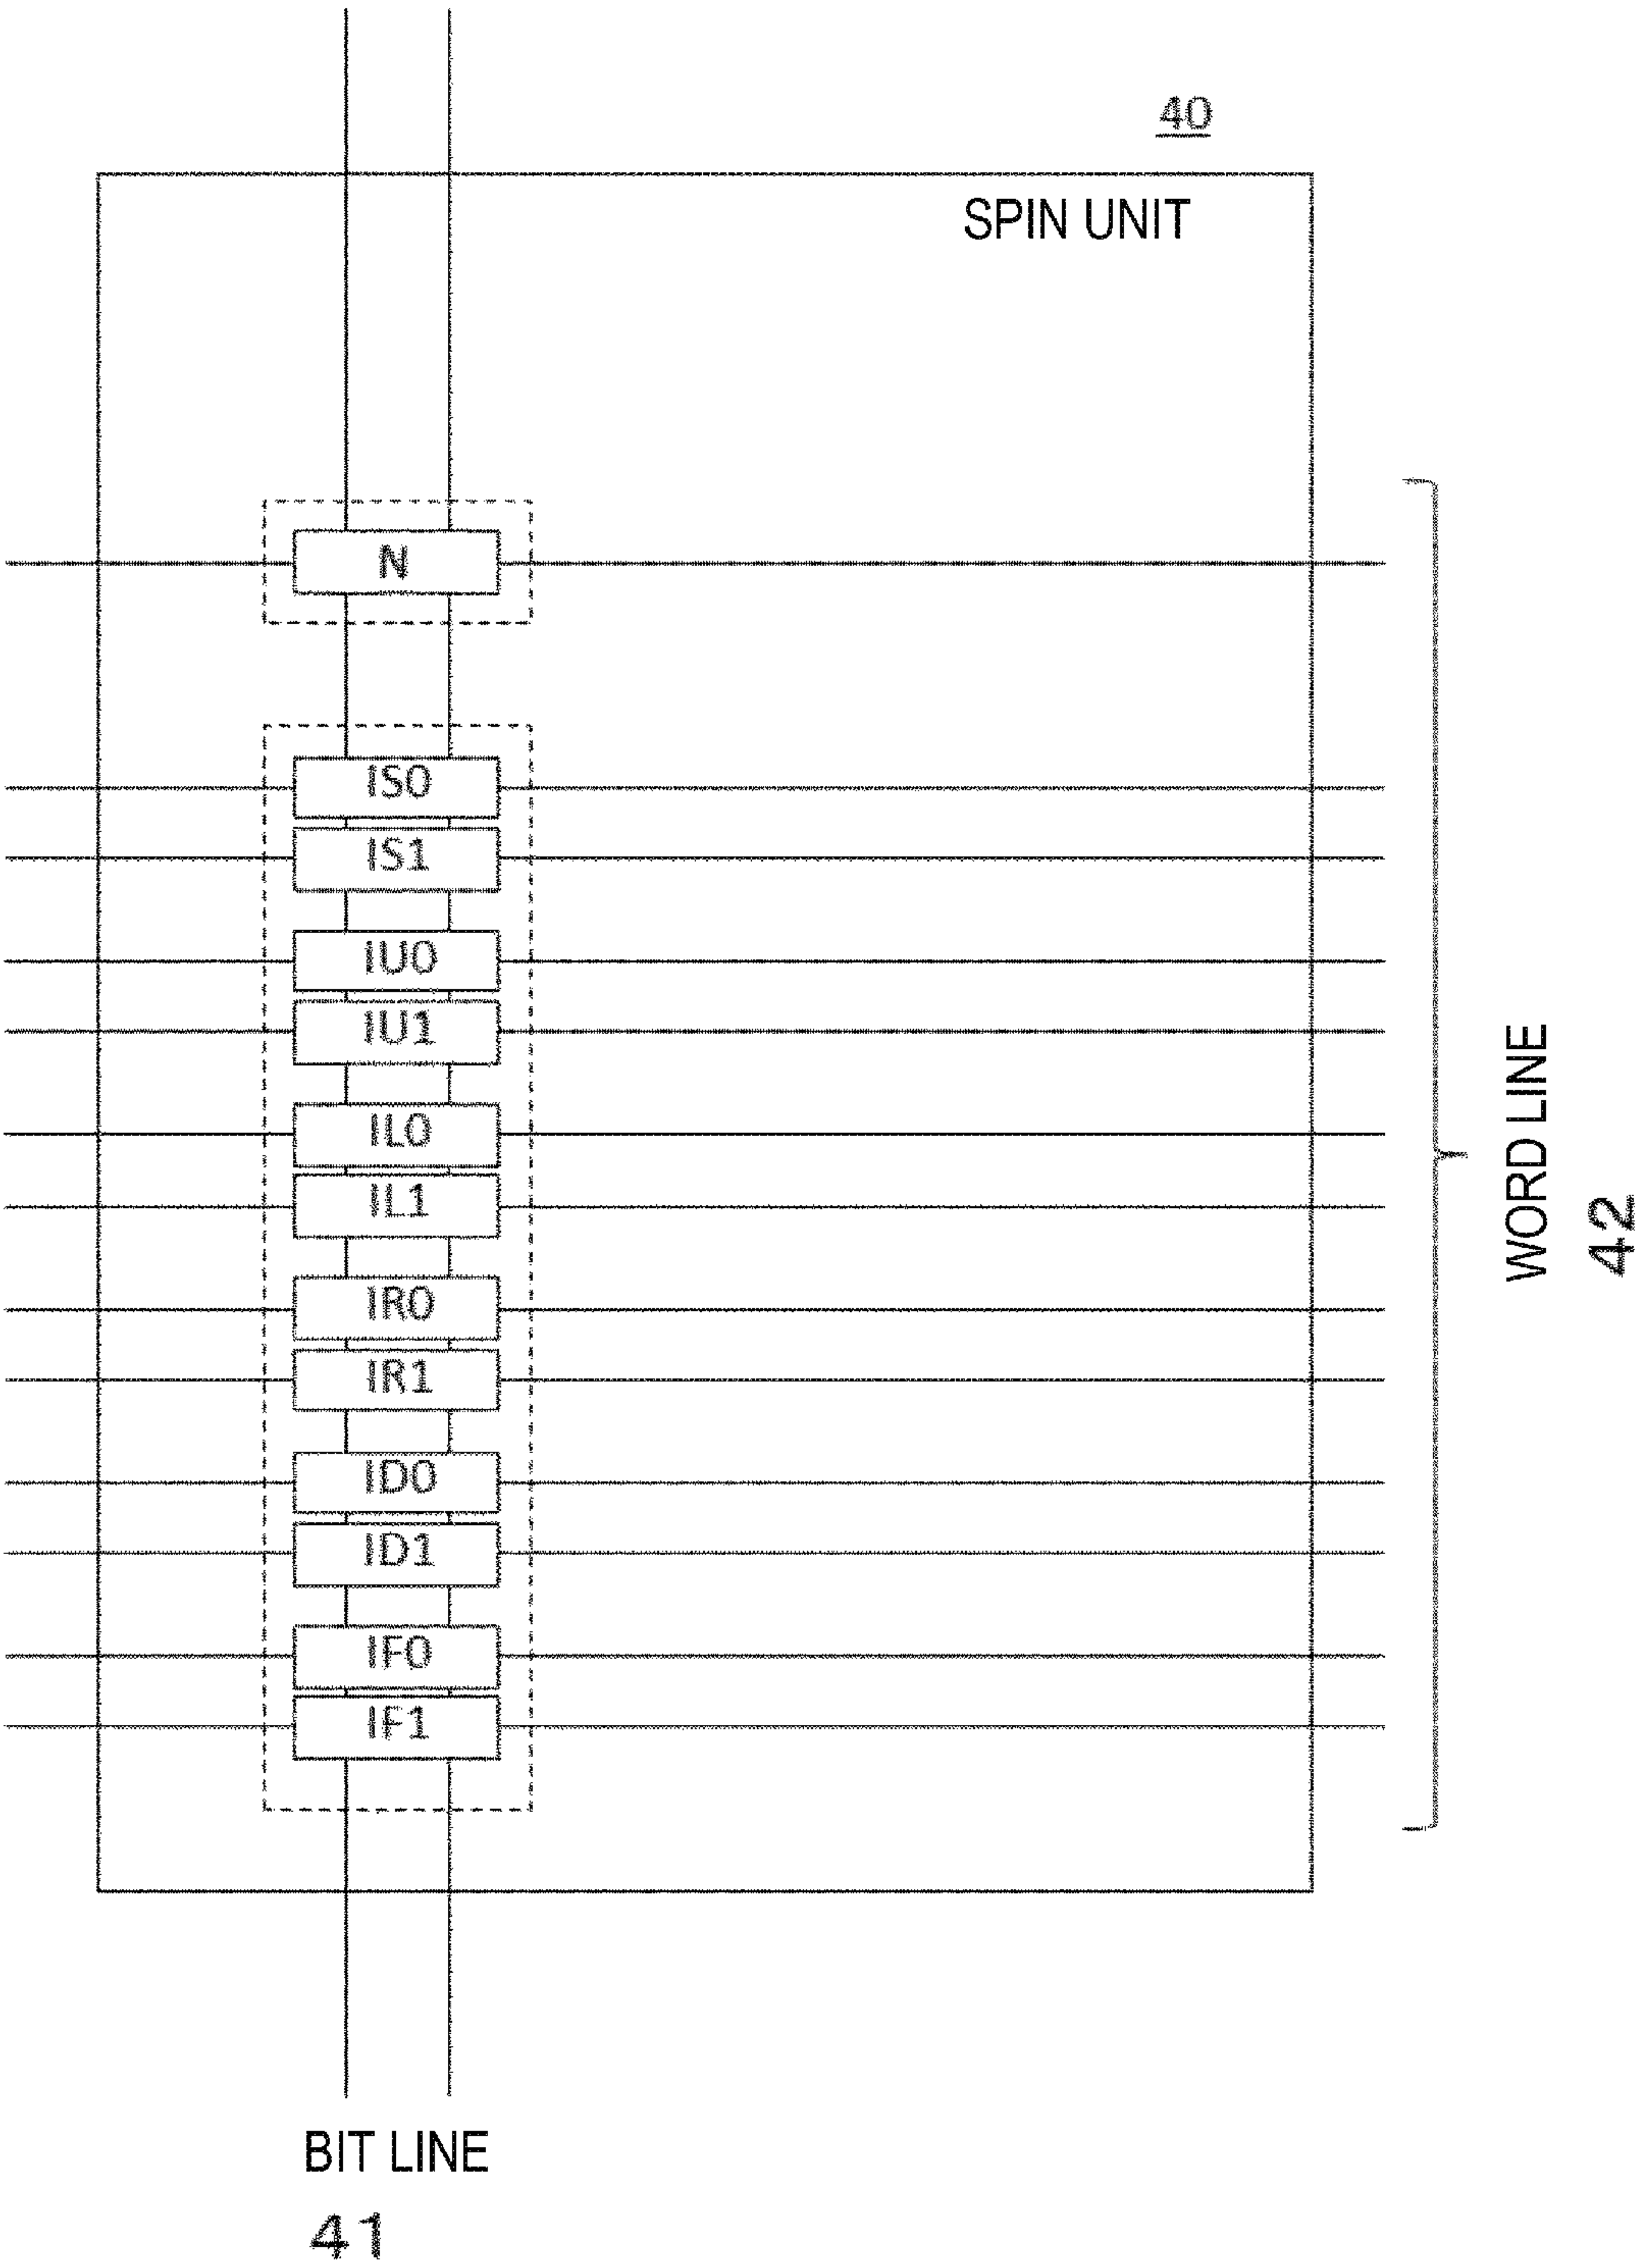 40
SPIN UNIT
N
IS0
IS1
IU0
IU1
IL0
IL1
IR0
IR1
ID0
ID1
IF0
IF1
WORD LINE
42
BIT LINE
41